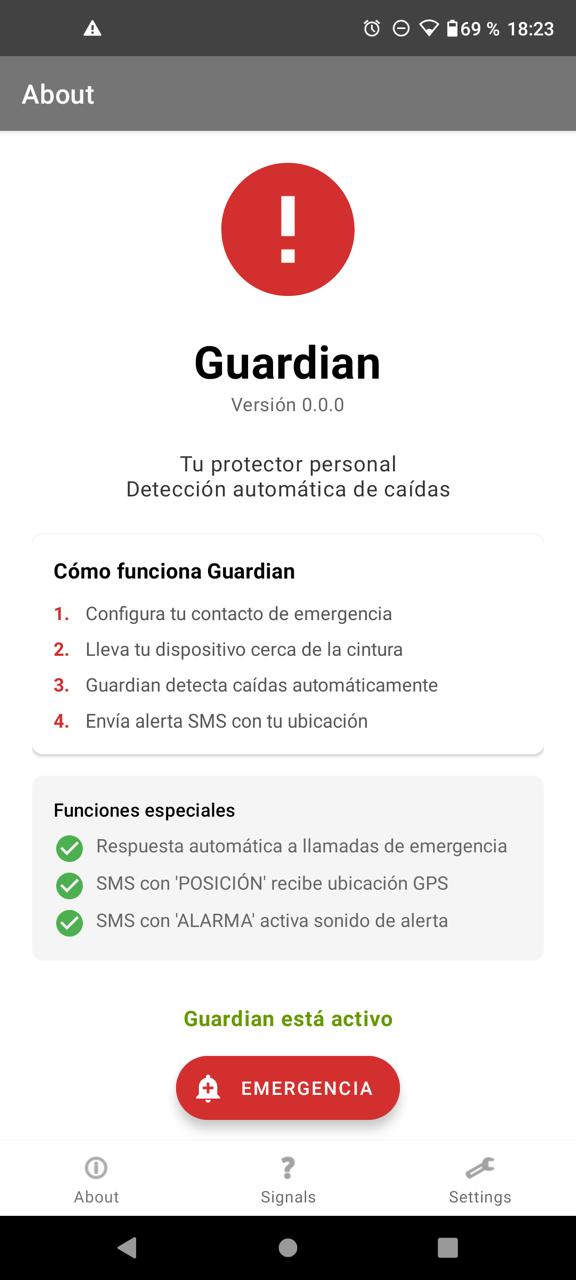 69 % 18:23
About
Guardian
Versión 0.0.0
Tu protector personal
Detección automática de caídas
Cómo funciona Guardian
1. Configura tu contacto de emergencia
2. Lleva tu dispositivo cerca de la cintura
3. Guardian detecta caídas automáticamente
4. Envía alerta SMS con tu ubicación
Funciones especiales
Respuesta automática a llamadas de emergencia
SMS con 'POSICIÓN' recibe ubicación GPS
SMS con 'ALARMA' activa sonido de alerta
Guardian está activo
EMERGENCIA
About Signals Settings